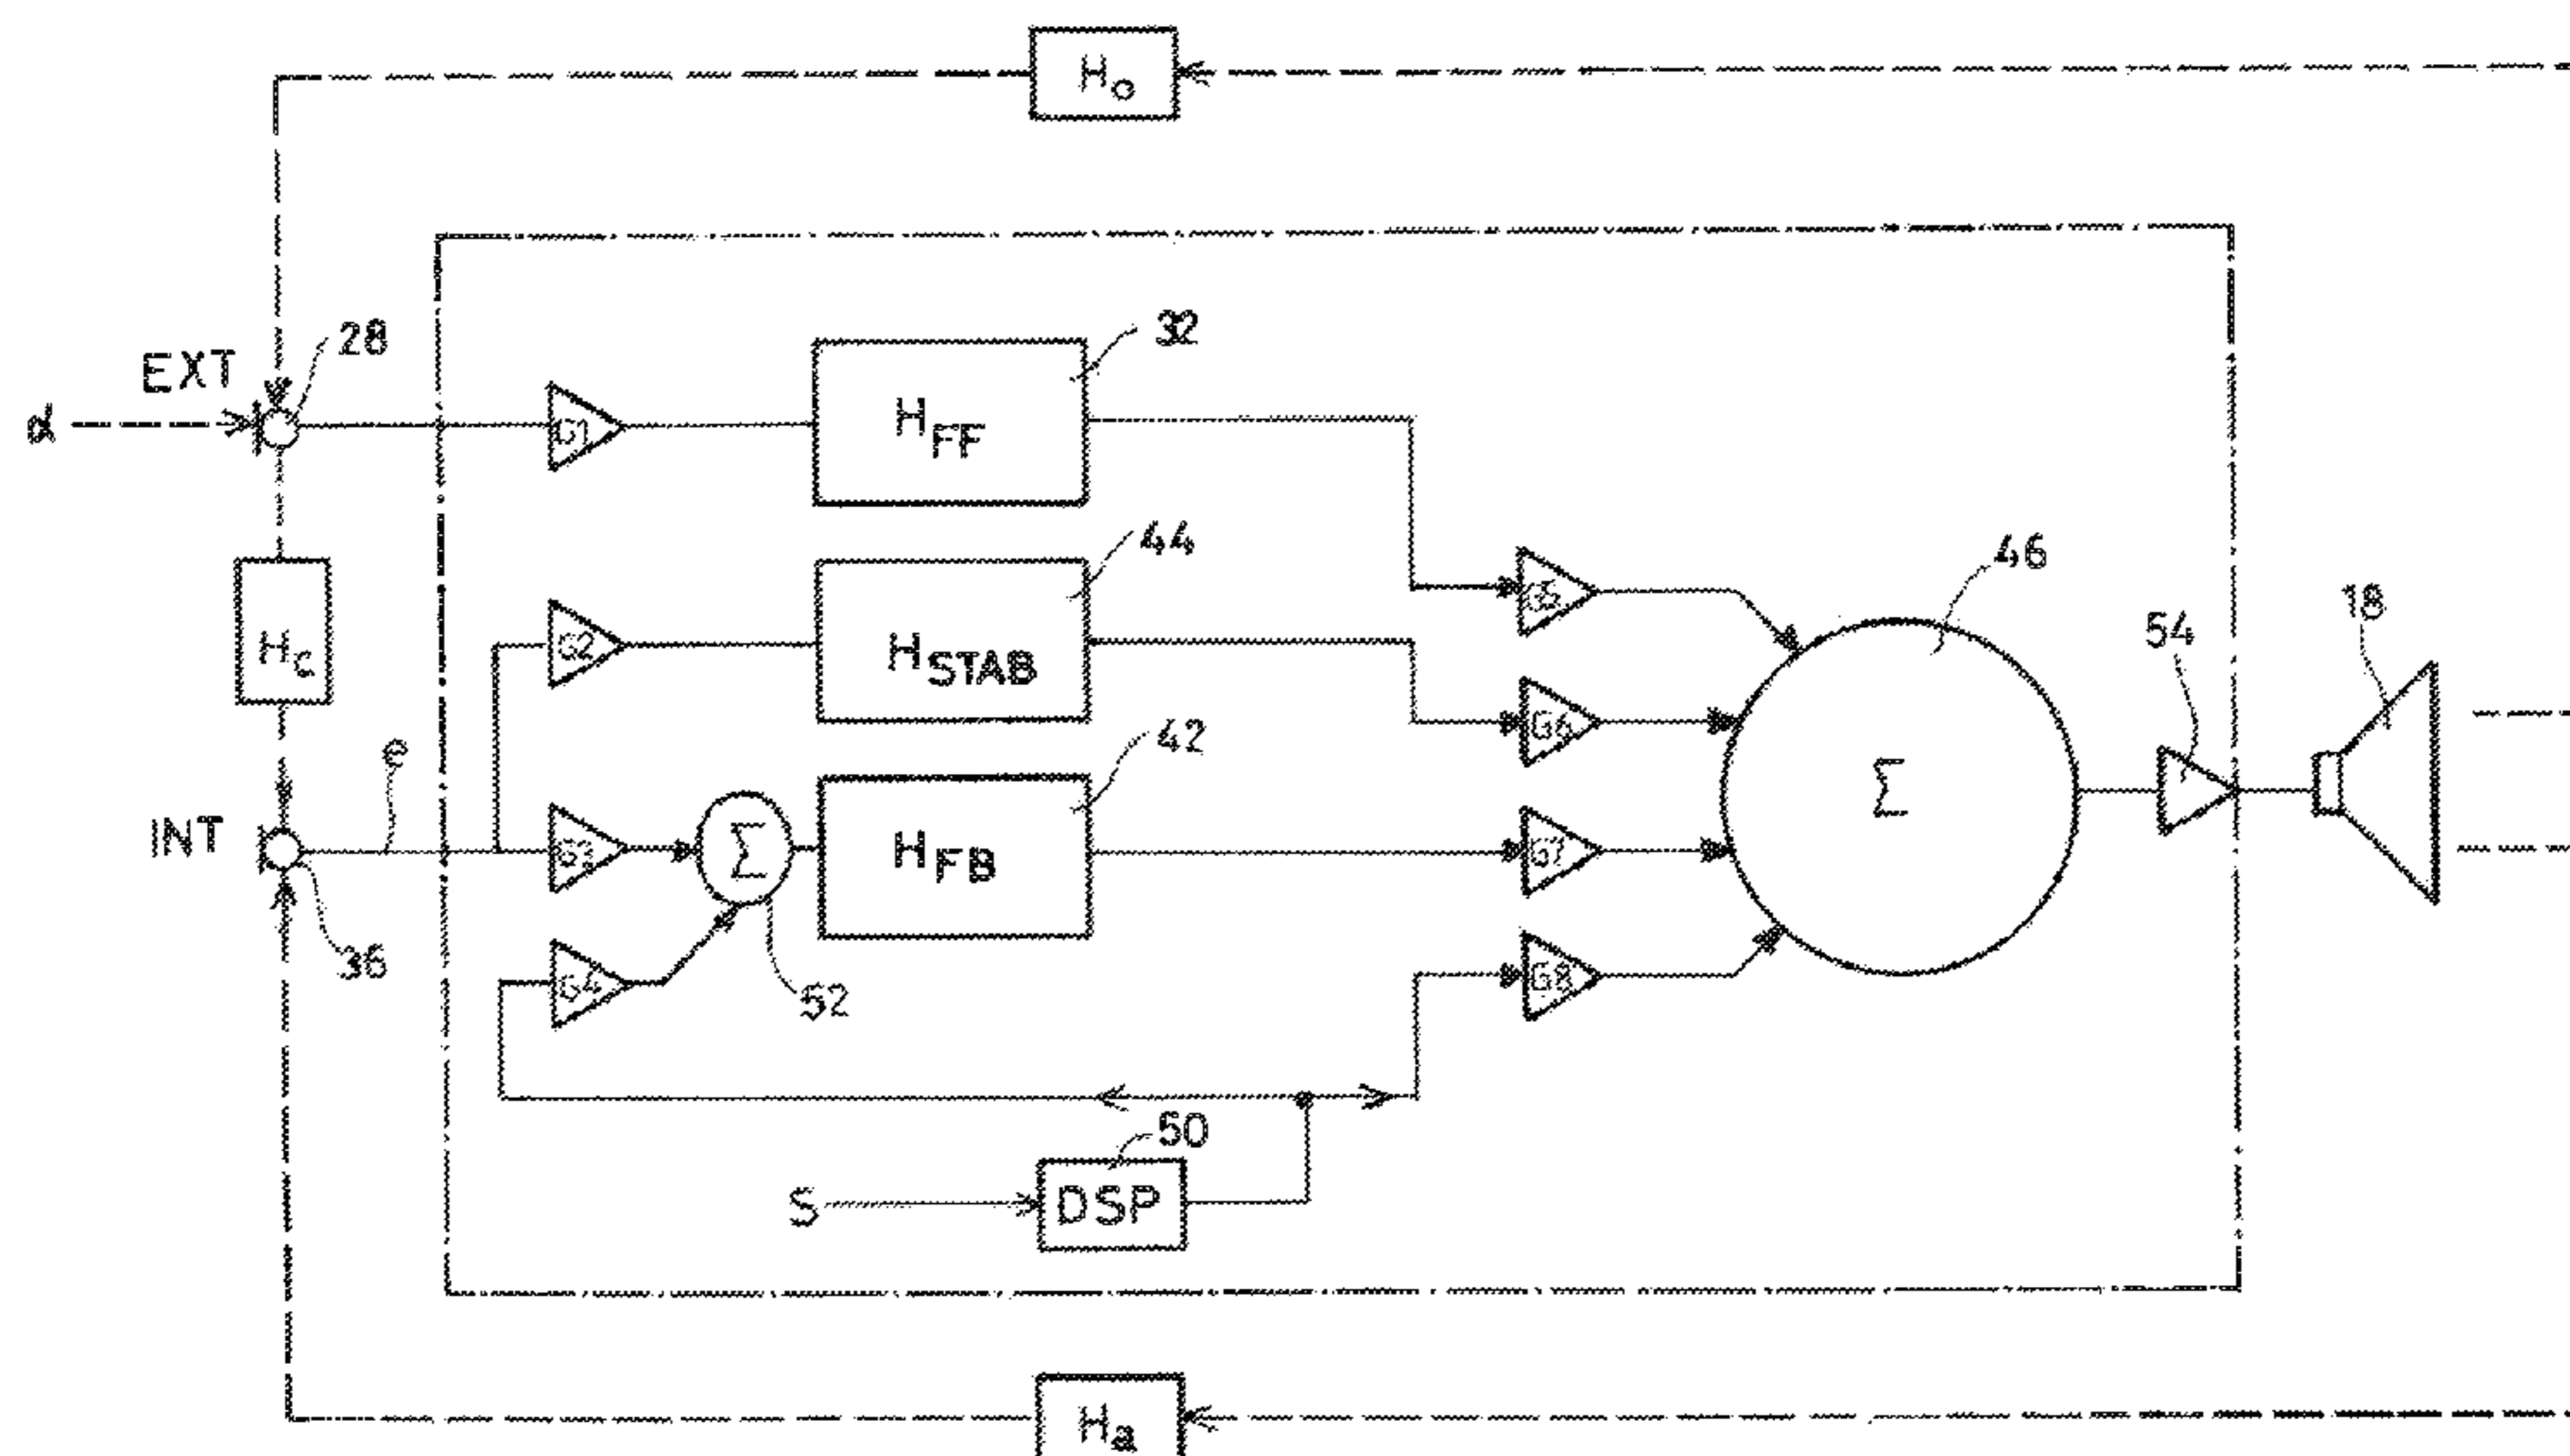 Ho
EXT
28
α
G1
HFF
32
HC
G2
HSTAB
44
G5
46
G6
Σ
54
18
e
INT
36
G3
Σ
HFB
42
G7
G4
52
G8
50
S
DSP
Ha